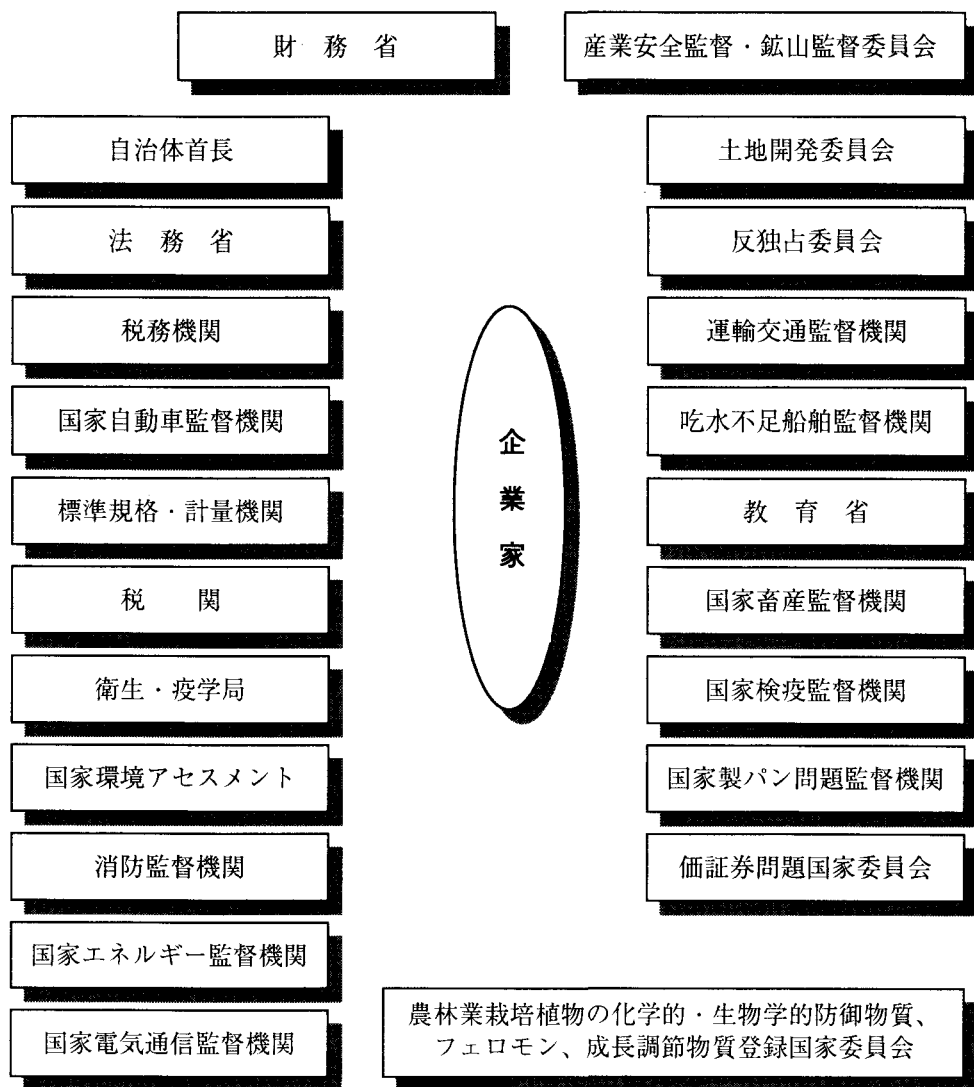 財務省
産業安全監督・鉱山監督委員会
自治体首長
法務省
税務機関
国家自動車監督機関
標準規格・計量機関
税関
衛生・疫学局
国家環境アセスメント
消防監督機関
国家エネルギー監督機関
国家電気通信監督機関
企業家
土地開発委員会
反独占委員会
運輸交通監督機関
吃水不足船舶監督機関
教育省
国家畜産監督機関
国家検疫監督機関
国家製パン問題監督機関
価証券問題国家委員会
農林業栽培植物の化学的・生物学的防御物質、
フェロモン、成長調節物質登録国家委員会